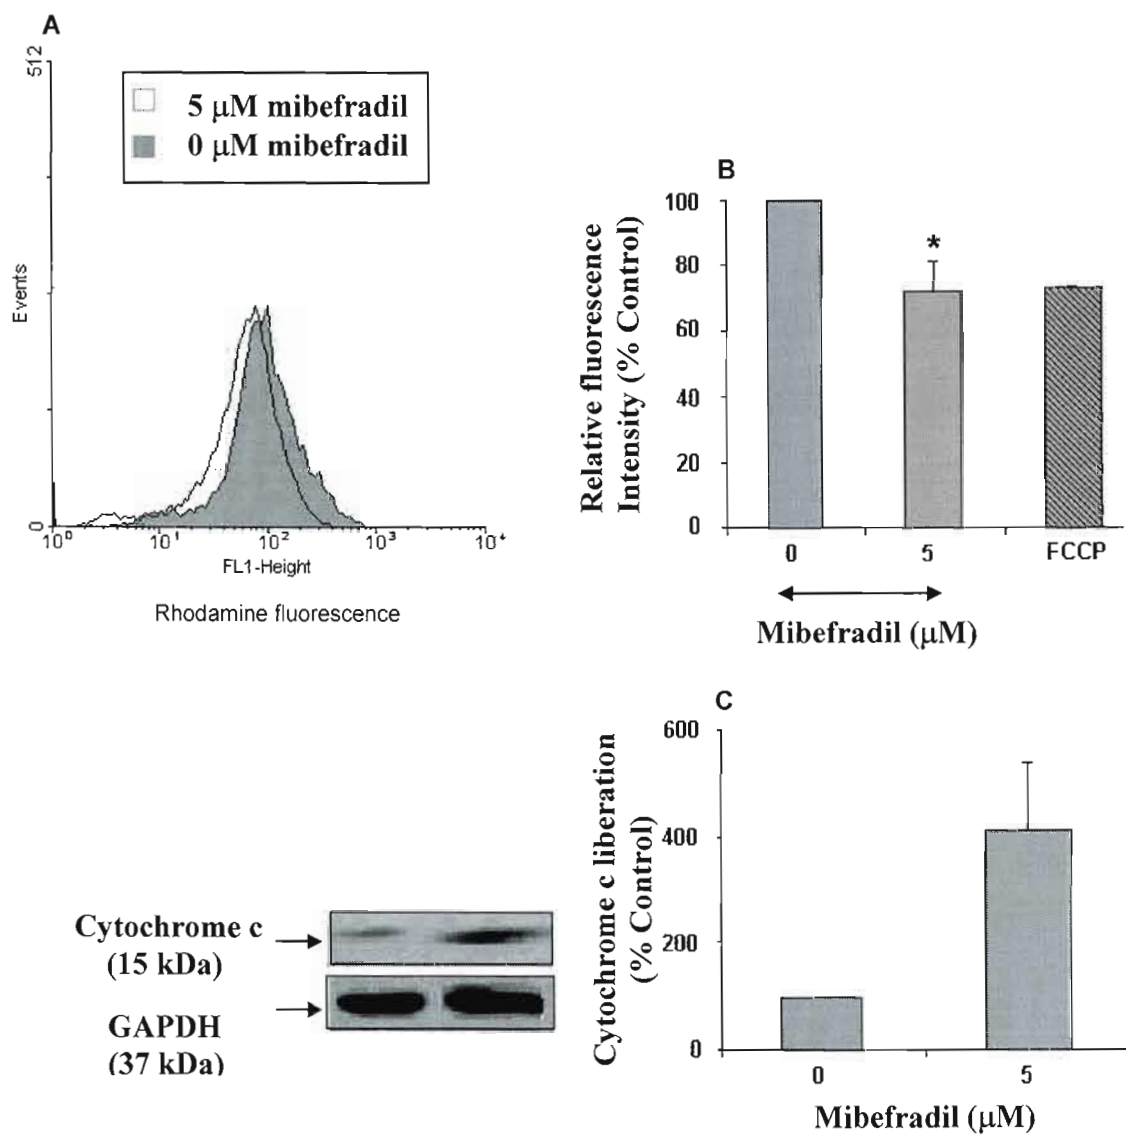 A
512
5 μM mibefradil
0 μM mibefradil
Events
0
10⁰ 10¹ 10² 10³ 10⁴
FL1-Height
Rhodamine fluorescence
B
Relative fluorescence
Intensity (% Control)
100
80
60
40
20
0
*
0 5 FCCP
Mibefradil (μM)
Cytochrome c
(15 kDa)
GAPDH
(37 kDa)
C
Cytochrome c liberation
(% Control)
600
400
200
0
0 5
Mibefradil (μM)